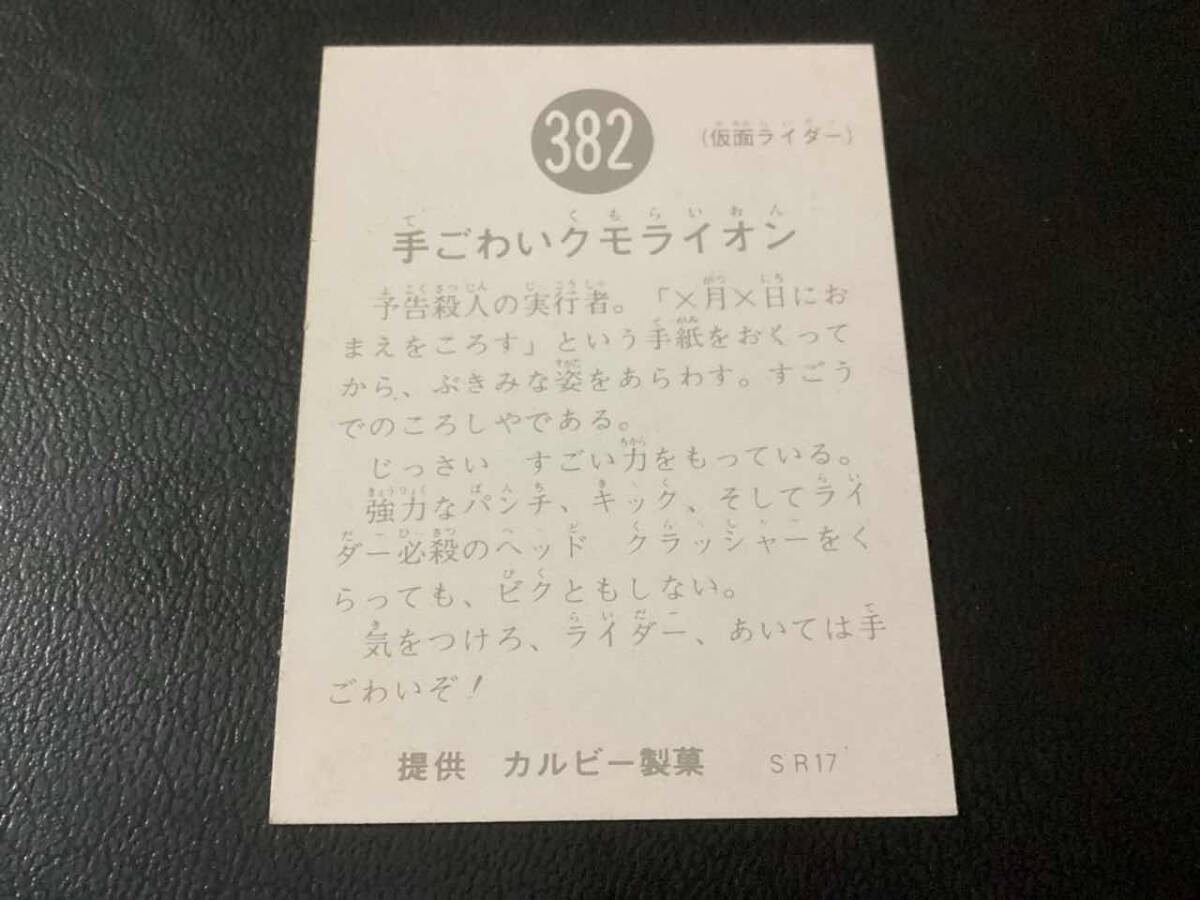 382
(仮面ライダー)
手ごわいクモライオン
予告殺人の実行者。「×月×日にお
まえをころす」という手紙をおくって
から、ぶきみな姿をあらわす。すごう
でのころしやである。
じっさい　すごい力をもっている。
強力なパンチ、キック、そしてライ
ダー必殺のヘッド　クラッシャーをく
らっても、ビクともしない。
気をつけろ、ライダー、あいては手
ごわいぞ!
提供　カルビー製菓　SR17